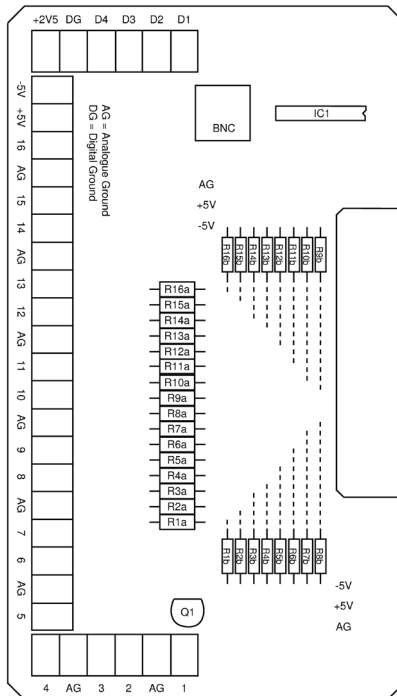 +2V5 DG D4 D3 D2 D1
-5V
+5V
16
AG
15
14
AG
13
12
AG
11
10
AG
9
8
AG
7
6
AG
5
AG = Analogue Ground
DG = Digital Ground
BNC
IC1
AG
+5V
-5V
R16b R15b R14b R13b R12b R11b R10b R9b
R16a
R15a
R14a
R13a
R12a
R11a
R10a
R9a
R8a
R7a
R6a
R5a
R4a
R3a
R2a
R1a
R1b R2b R3b R4b R5b R6b R7b R8b
-5V
+5V
AG
Q1
4 AG 3 2 AG 1